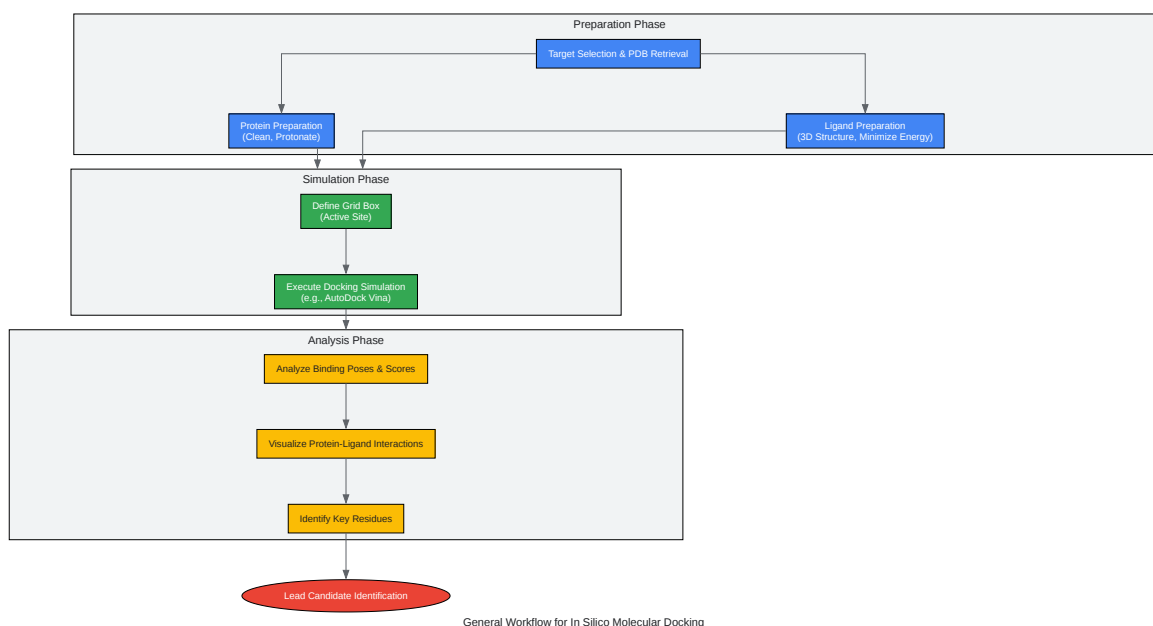 Preparation Phase
Target Selection & PDB Retrieval
Protein Preparation
(Clean, Protonate)
Ligand Preparation
(3D Structure, Minimize Energy)
Simulation Phase
Define Grid Box
(Active Site)
Execute Docking Simulation
(e.g., AutoDock Vina)
Analysis Phase
Analyze Binding Poses & Scores
Visualize Protein-Ligand Interactions
Identify Key Residues
Lead Candidate Identification
General Workflow for In Silico Molecular Docking